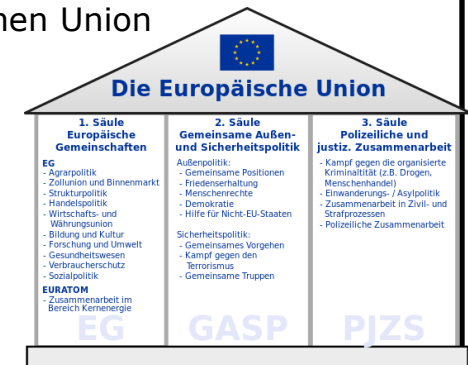 nen Union
Die Europäische Union
1. Säule
Europäische
Gemeinschaften
EG
- Agrarpolitik
- Zollunion und Binnenmarkt
- Strukturpolitik
- Handelspolitik
- Wirtschafts- und
Währungsunion
- Bildung und Kultur
- Forschung und Umwelt
- Gesundheitswesen
- Verbraucherschutz
- Sozialpolitik
EURATOM
- Zusammenarbeit im
Bereich Kernenergie
EG
2. Säule
Gemeinsame Außen-
und Sicherheitspolitik
Außenpolitik:
- Gemeinsame Positionen
- Friedenserhaltung
- Menschenrechte
- Demokratie
- Hilfe für Nicht-EU-Staaten
Sicherheitspolitik:
- Gemeinsames Vorgehen
- Kampf gegen den
Terrorismus
- Gemeinsame Truppen
GASP
3. Säule
Polizeiliche und
justiz. Zusammenarbeit
- Kampf gegen die organisierte
Kriminaltität (z.B. Drogen,
Menschenhandel)
- Einwanderungs- / Asylpolitik
- Zusammenarbeit in Zivil- und
Strafprozessen
- Polizeiliche Zusammenarbeit
PJZS